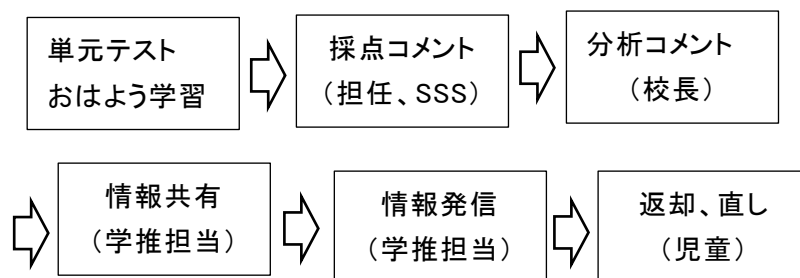 単元テスト
おはよう学習
採点コメント
（担任、SSS）
分析コメント
（校長）
情報共有
（学推担当）
情報発信
（学推担当）
返却、直し
（児童）